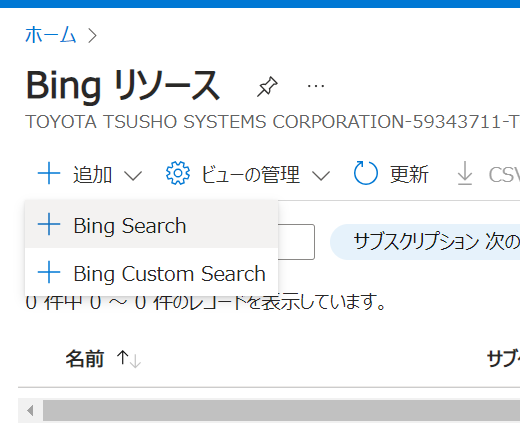 ホーム
Bing リソース
TOYOTA TSUSHO SYSTEMS CORPORATION-59343711-T
追加 ビューの管理 更新 CSV
Bing Search
サブスクリプション 次の
Bing Custom Search
0 件中 0 ～ 0 件のレコードを表示しています。
名前 ↑↓ サブ